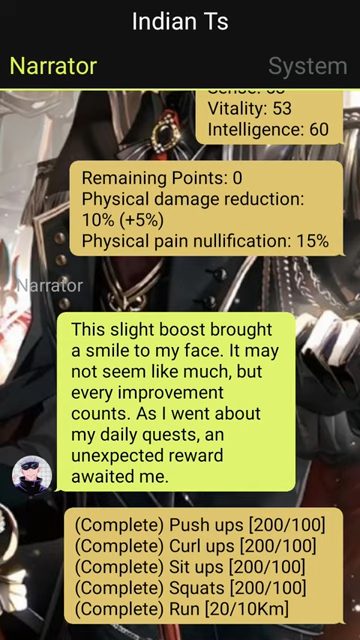 Indian Ts
Narrator
System
Vitality: 53
Intelligence: 60
Remaining Points: 0
Physical damage reduction:
10% (+5%)
Physical pain nullification: 15%
Narrator
This slight boost brought
a smile to my face. It may
not seem like much, but
every improvement
counts. As I went about
my daily quests, an
unexpected reward
awaited me.
(Complete) Push ups [200/100]
(Complete) Curl ups [200/100]
(Complete) Sit ups [200/100]
(Complete) Squats [200/100]
(Complete) Run [20/10Km]